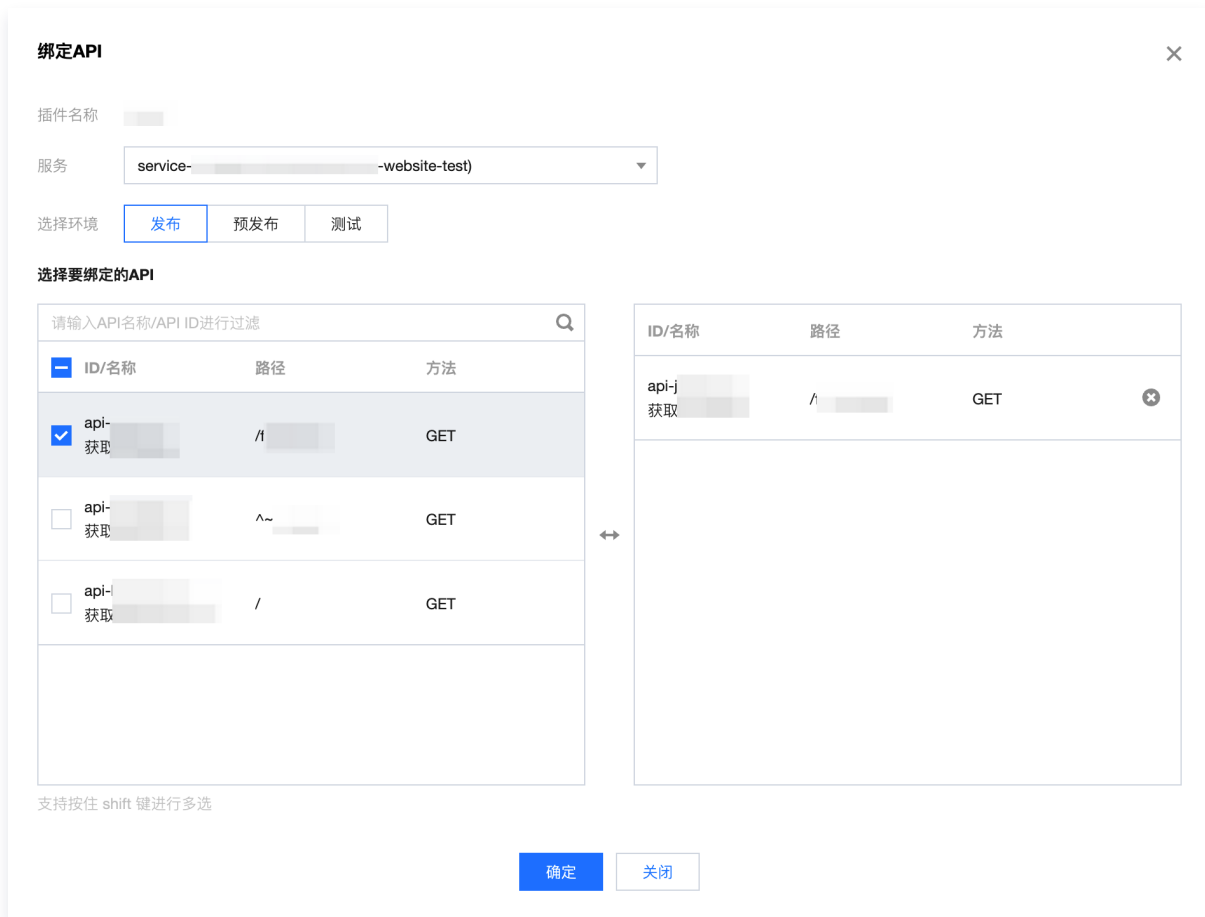 绑定API
插件名称
服务 service- -website-test)
选择环境 发布 预发布 测试
选择要绑定的API
请输入API名称/API ID进行过滤
ID/名称 路径 方法
api-
获取
/f
GET
api-
获取
^~
GET
api-
获取
/
GET
ID/名称 路径 方法
api-j
获取
/
GET
支持按住 shift 键进行多选
确定 关闭